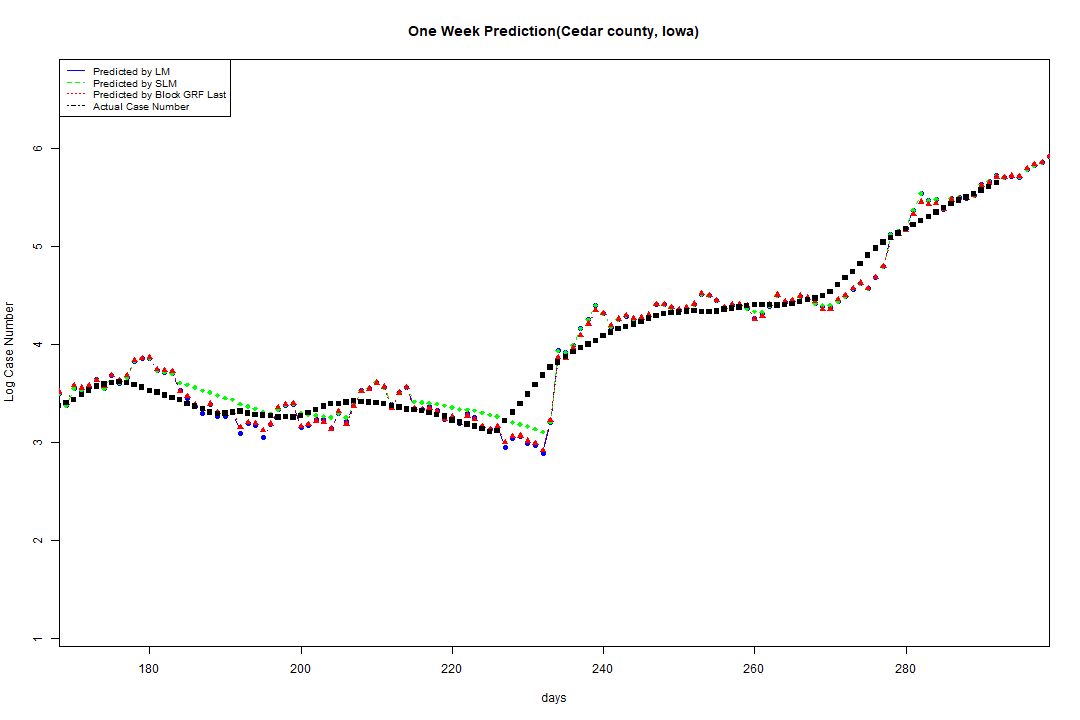 One Week Prediction(Cedar county, Iowa)
Predicted by LM
Predicted by SLM
Predicted by Block GRF Last
Actual Case Number
6
5
4
3
2
1
Log Case Number
180 200 220 240 260 280
days